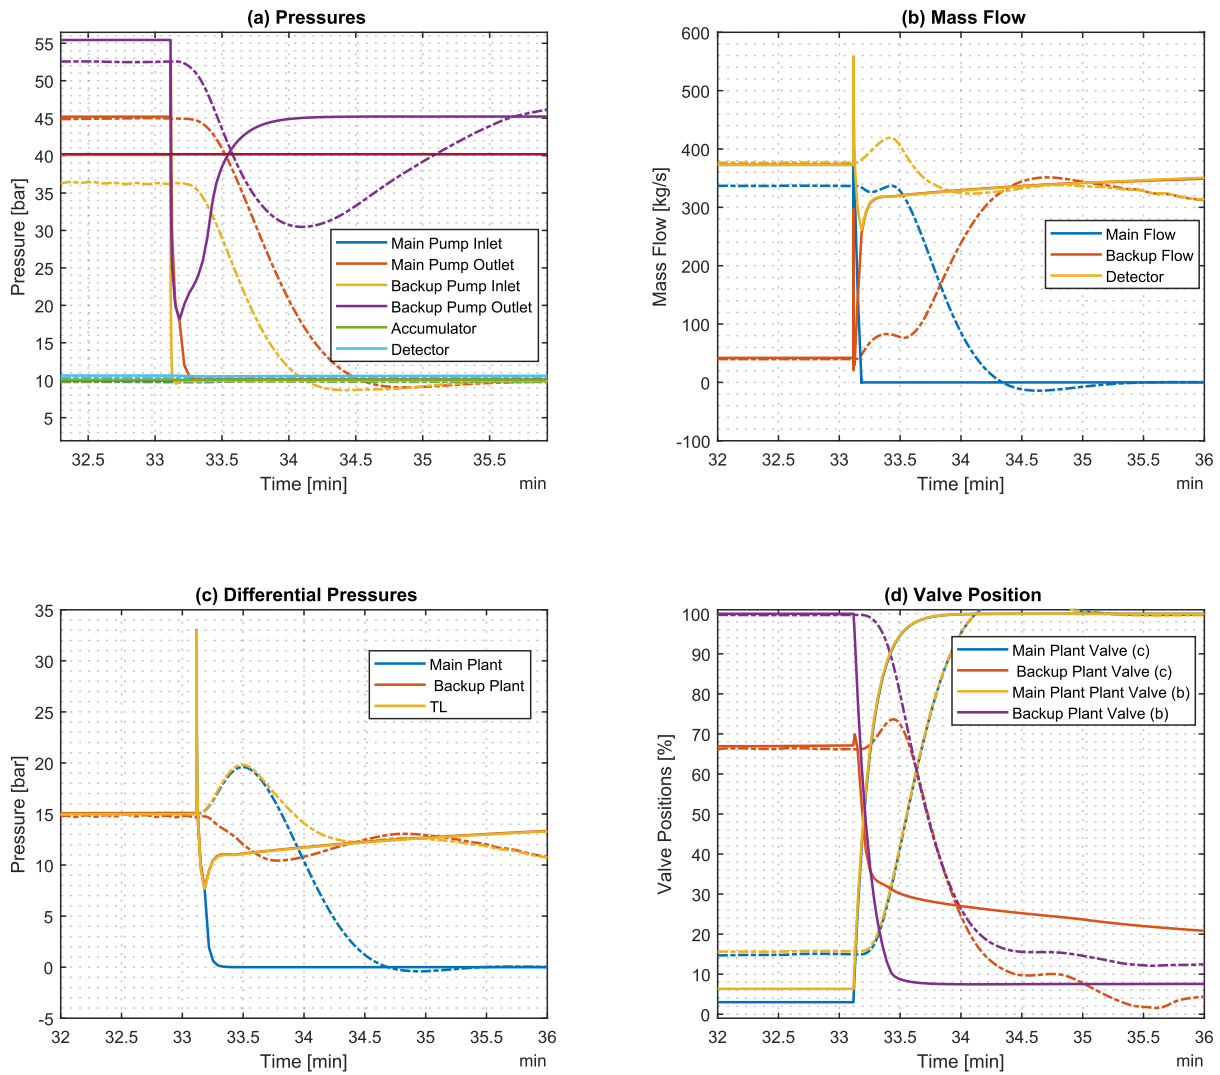 (a) Pressures
55
50
45
40
35
30
25
20
15
10
5
Pressure [bar]
Main Pump Inlet
Main Pump Outlet
Backup Pump Inlet
Backup Pump Outlet
Accumulator
Detector
32.5 33 33.5 34 34.5 35 35.5
Time [min]
min
(b) Mass Flow
600
500
400
300
200
100
0
-100
Mass Flow [kg/s]
Main Flow
Backup Flow
Detector
32 32.5 33 33.5 34 34.5 35 35.5 36
Time [min]
min
(c) Differential Pressures
35
30
25
20
15
10
5
0
-5
Pressure [bar]
Main Plant
Backup Plant
TL
32 32.5 33 33.5 34 34.5 35 35.5 36
Time [min]
min
(d) Valve Position
100
90
80
70
60
50
40
30
20
10
0
Valve Positions [%]
Main Plant Valve (c)
Backup Plant Valve (c)
Main Plant Plant Valve (b)
Backup Plant Valve (b)
32 32.5 33 33.5 34 34.5 35 35.5 36
Time [min]
min